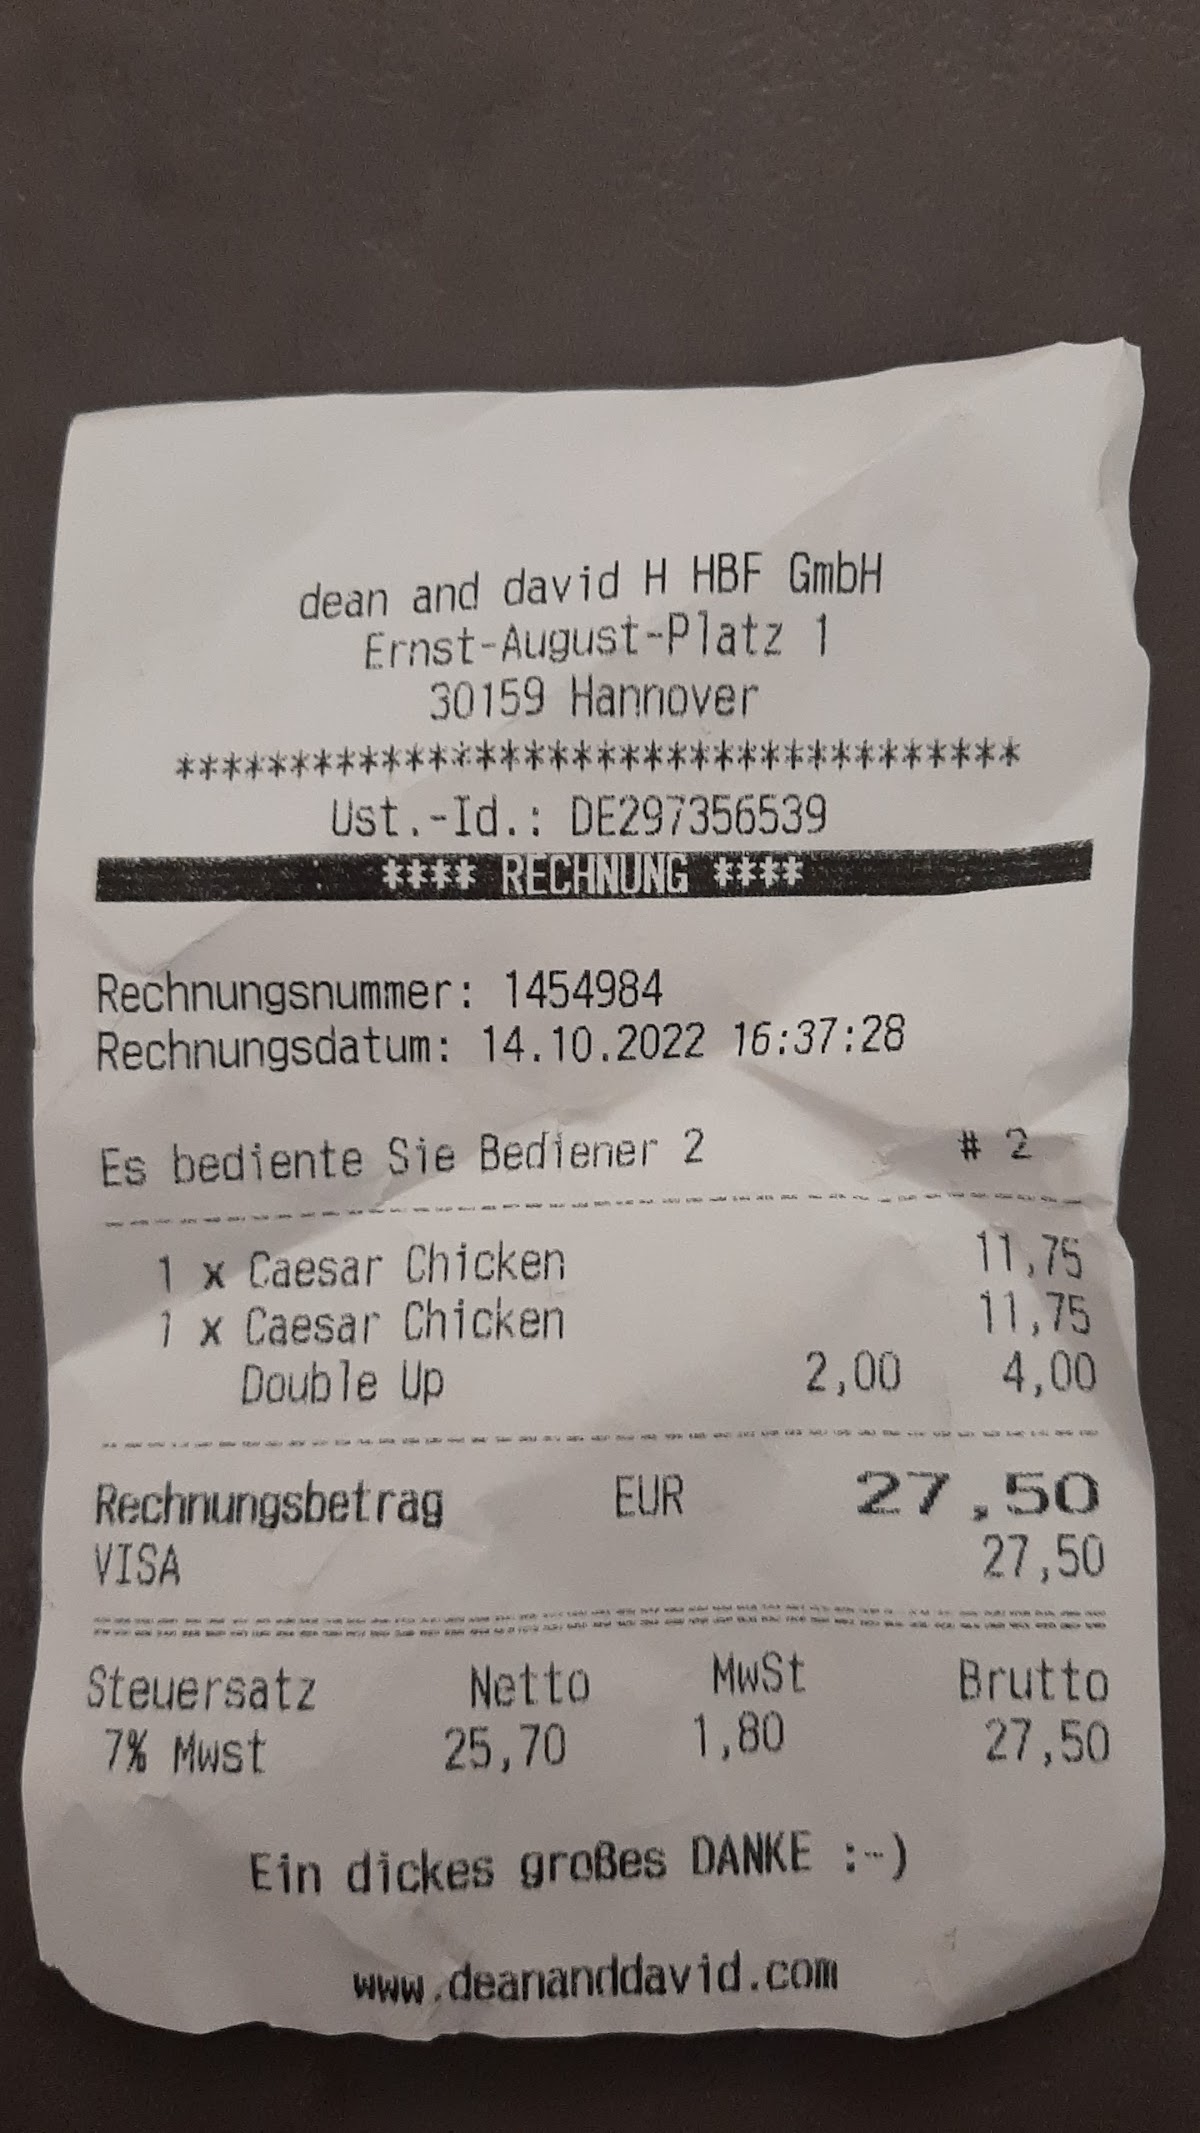 dean and david H HBF GmbH
Ernst-August-Platz 1
30159 Hannover
*************************************
Ust.-Id.: DE297356539
**** RECHNUNG ****
Rechnungsnummer: 1454984
Rechnungsdatum: 14.10.2022 16:37:28
Es bediente Sie Bediener 2 # 2
1 x Caesar Chicken 11,75
1 x Caesar Chicken 11,75
Double Up 2,00 4,00
Rechnungsbetrag EUR 27,50
VISA 27,50
Steuersatz Netto MwSt Brutto
7% Mwst 25,70 1,80 27,50
Ein dickes großes DANKE :-)
www.deananddavid.com